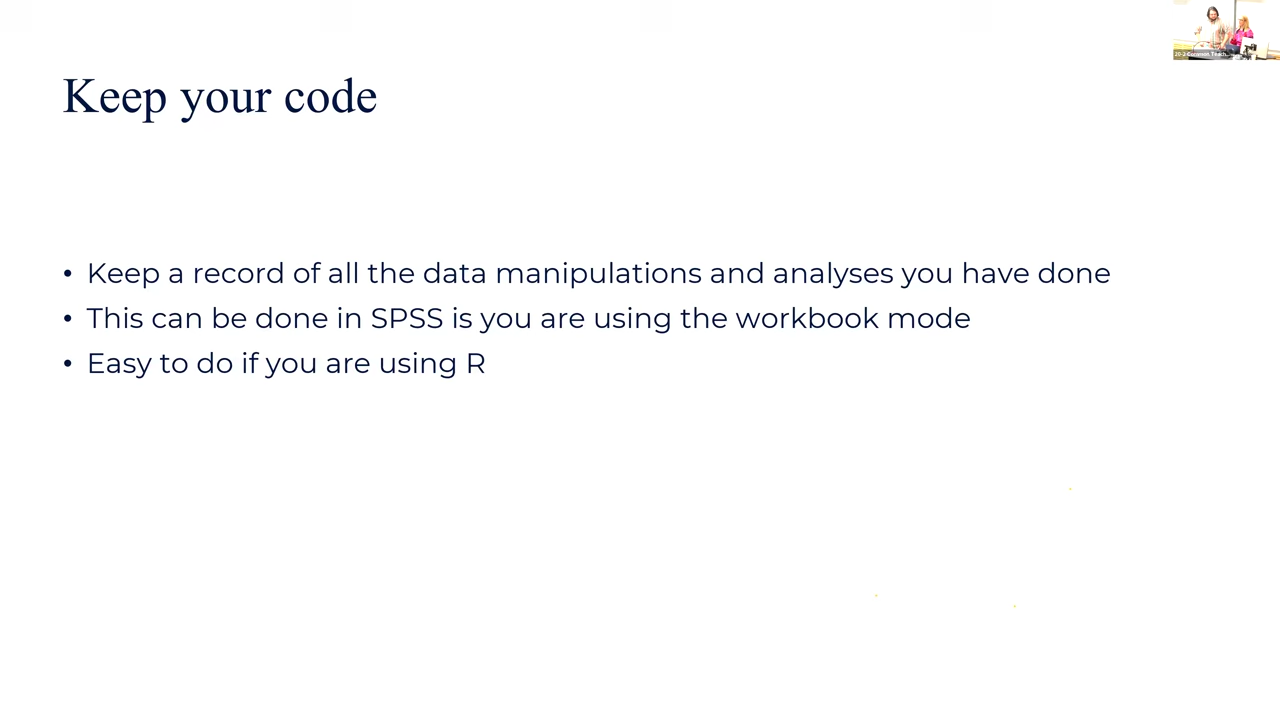 Keep your code
• Keep a record of all the data manipulations and analyses you have done
• This can be done in SPSS is you are using the workbook mode
• Easy to do if you are using R